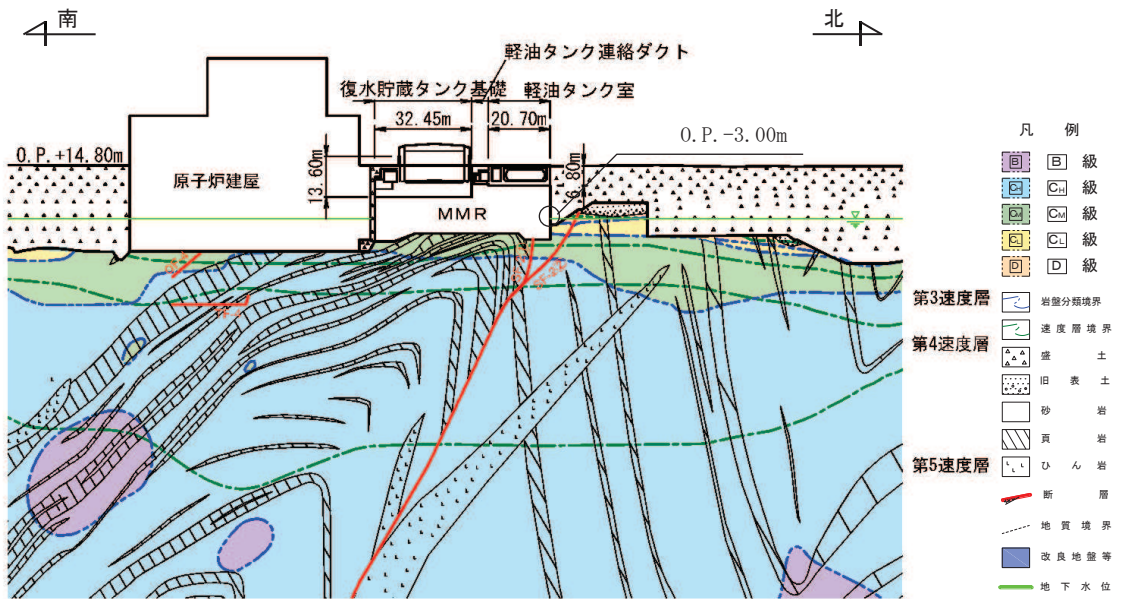 南
北
軽油タンク連絡ダクト
復水貯蔵タンク基礎
軽油タンク室
32.45m
20.70m
O.P.-3.00m
O.P.+14.80m
13.60m
6.80m
原子炉建屋
MMR
第3速度層
第4速度層
第5速度層
凡 例
B B 級
CH CH 級
CM CM 級
CL CL 級
D D 級
岩盤分類境界
速度層境界
盛 土
旧 表 土
砂 岩
頁 岩
ひ ん 岩
断 層
地 質 境 界
改 良 地 盤 等
地 下 水 位